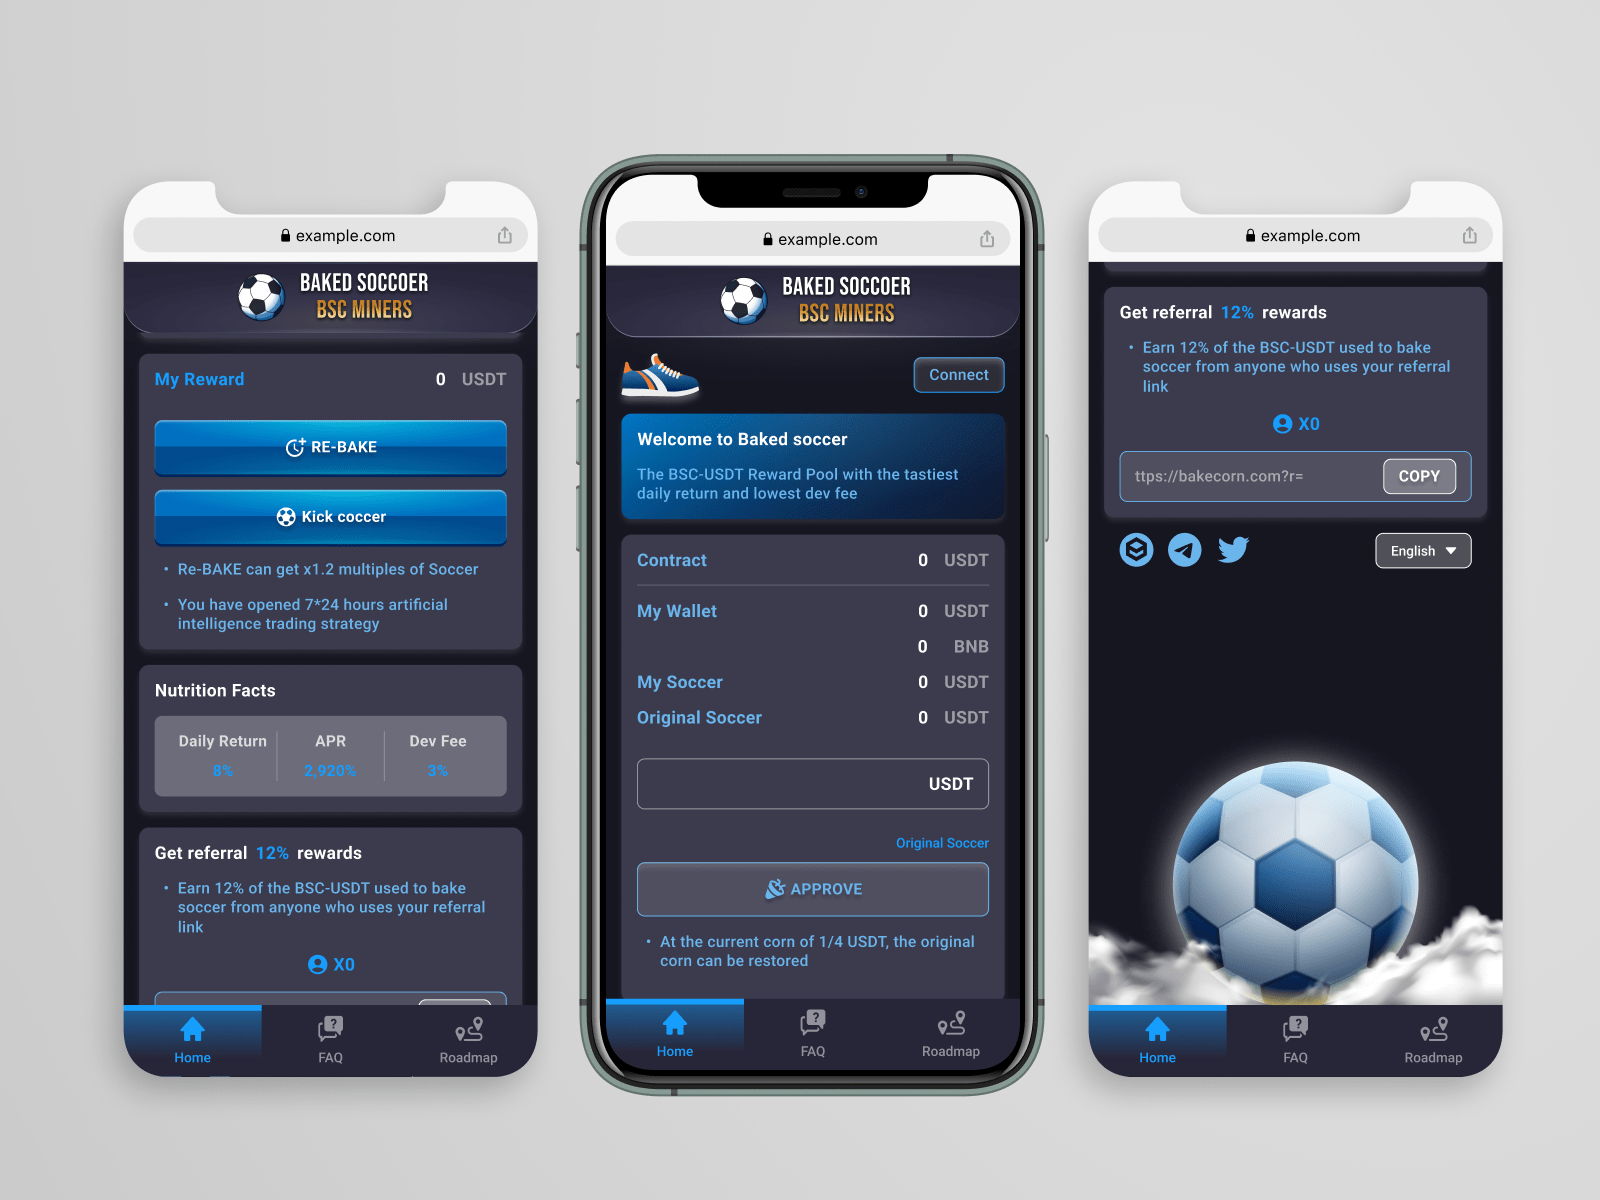 example.com
BAKED SOCCOER
BSC MINERS
My Reward 0 USDT
RE-BAKE
Kick coccer
• Re-BAKE can get x1.2 multiples of Soccer
• You have opened 7*24 hours artificial
intelligence trading strategy
Nutrition Facts
Daily Return APR Dev Fee
8% 2,920% 3%
Get referral 12% rewards
• Earn 12% of the BSC-USDT used to bake
soccer from anyone who uses your referral
link
X0
Home FAQ Roadmap
example.com
BAKED SOCCOER
BSC MINERS
Connect
Welcome to Baked soccer
The BSC-USDT Reward Pool with the tastiest
daily return and lowest dev fee
Contract 0 USDT
My Wallet 0 USDT
0 BNB
My Soccer 0 USDT
Original Soccer 0 USDT
USDT
Original Soccer
APPROVE
• At the current corn of 1/4 USDT, the original
corn can be restored
Home FAQ Roadmap
example.com
Get referral 12% rewards
• Earn 12% of the BSC-USDT used to bake
soccer from anyone who uses your referral
link
X0
ttps://bakecorn.com?r= COPY
English
Home FAQ Roadmap